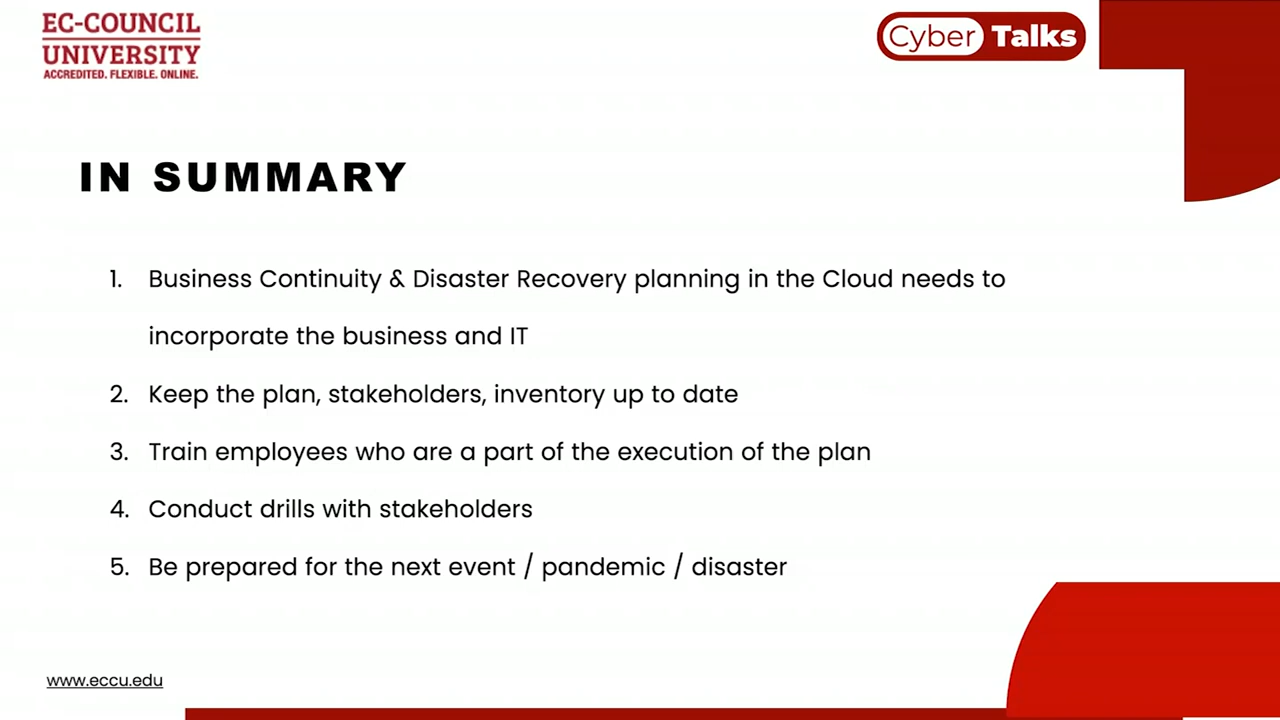 EC-COUNCIL
UNIVERSITY
ACCREDITED. FLEXIBLE. ONLINE.
Cyber Talks
IN SUMMARY
1. Business Continuity & Disaster Recovery planning in the Cloud needs to
incorporate the business and IT
2. Keep the plan, stakeholders, inventory up to date
3. Train employees who are a part of the execution of the plan
4. Conduct drills with stakeholders
5. Be prepared for the next event / pandemic / disaster
www.eccu.edu